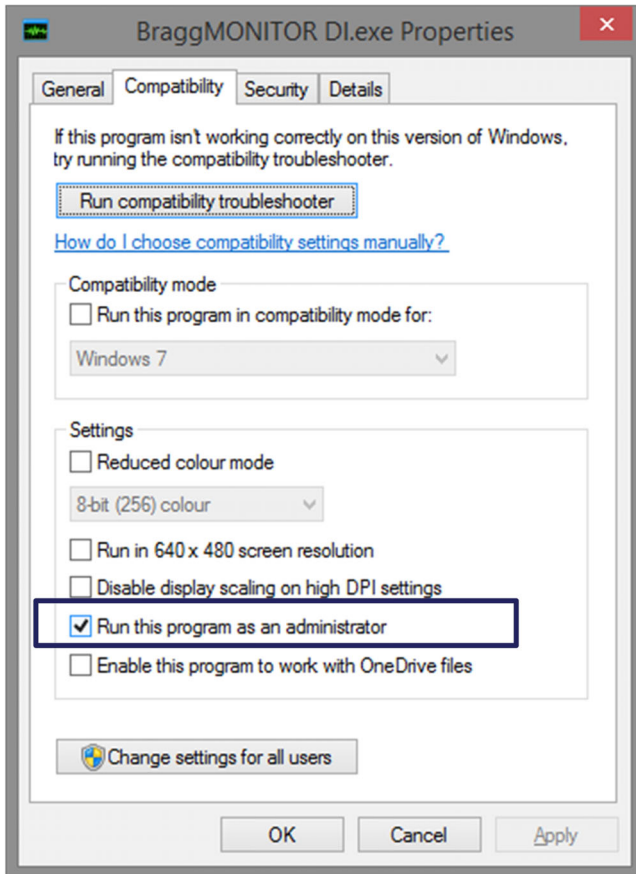 BraggMONITOR DI.exe Properties
General Compatibility Security Details
If this program isn't working correctly on this version of Windows,
try running the compatibility troubleshooter.
Run compatibility troubleshooter
How do I choose compatibility settings manually?
Compatibility mode
Run this program in compatibility mode for:
Windows 7
Settings
Reduced colour mode
8-bit (256) colour
Run in 640 x 480 screen resolution
Disable display scaling on high DPI settings
Run this program as an administrator
Enable this program to work with OneDrive files
Change settings for all users
OK Cancel Apply